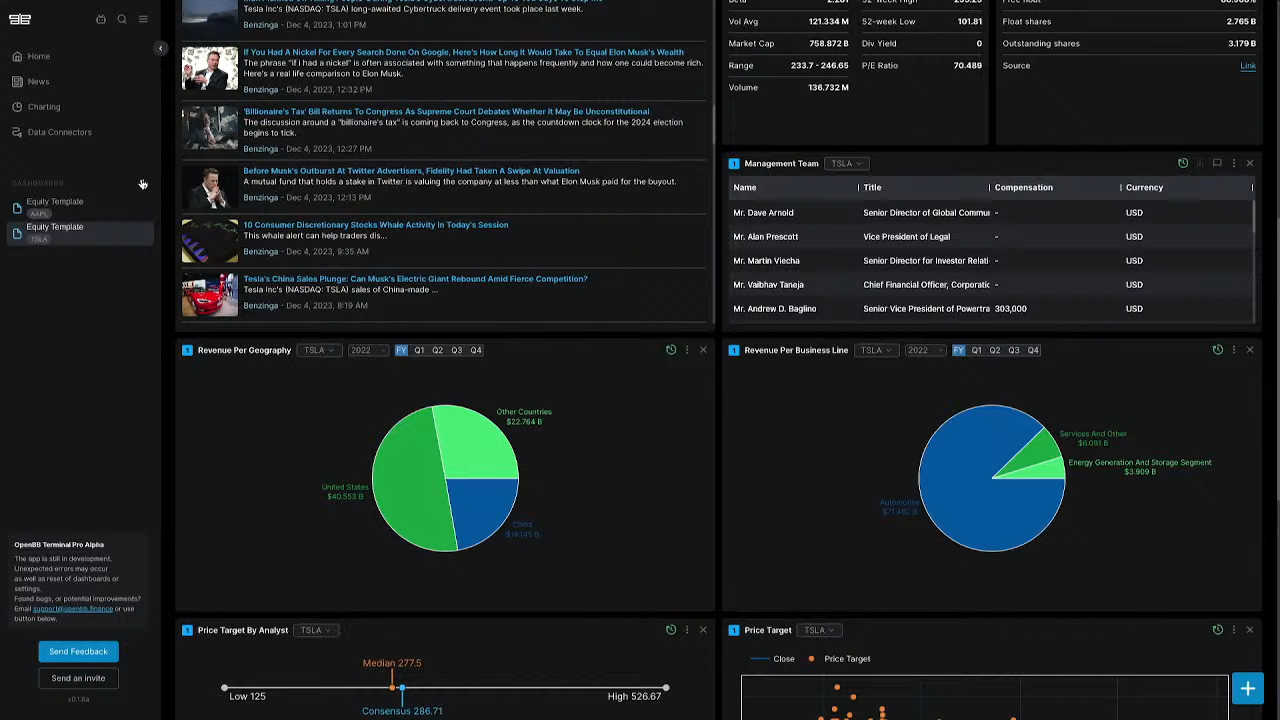 Home
News
Charting
Data Connectors
DASHBOARDS
Equity Template
AAPL
Equity Template
TSLA
OpenBB Terminal Pro Alpha
The app is still in development.
Unexpected errors may occur
as well as reset of dashboards or
settings.
Found bugs, or potential improvements?
Email support@openbb.finance or use
button below.
Send Feedback
Send an invite
v0.1.8a
Tesla Inc's (NASDAQ: TSLA) long-awaited Cybertruck delivery event took place last week.
Benzinga - Dec 4, 2023, 1:01 PM
If You Had A Nickel For Every Search Done On Google, Here's How Long It Would Take To Equal Elon Musk's Wealth
The phrase "if i had a nickel" is often associated with something that happens frequently and how one could become rich.
Here's a real life comparison to Elon Musk.
Benzinga - Dec 4, 2023, 12:32 PM
'Billionaire's Tax' Bill Returns To Congress As Supreme Court Debates Whether It May Be Unconstitutional
The discussion around a "billionaire's tax" is coming back to Congress, as the countdown clock for the 2024 election
begins to tick.
Benzinga - Dec 4, 2023, 12:27 PM
Before Musk's Outburst At Twitter Advertisers, Fidelity Had Taken A Swipe At Valuation
A mutual fund that holds a stake in Twitter is valuing the company at less than what Elon Musk paid for the buyout.
Benzinga - Dec 4, 2023, 12:13 PM
10 Consumer Discretionary Stocks Whale Activity In Today's Session
This whale alert can help traders dis...
Benzinga - Dec 4, 2023, 9:35 AM
Tesla's China Sales Plunge: Can Musk's Electric Giant Rebound Amid Fierce Competition?
Tesla Inc's (NASDAQ: TSLA) sales of China-made ...
Benzinga - Dec 4, 2023, 8:19 AM
Vol Avg 121.334 M 52-week Low 101.81
Market Cap 758.872 B Div Yield 0
Range 233.7 - 246.65 P/E Ratio 70.489
Volume 136.732 M
Float shares 2.765 B
Outstanding shares 3.179 B
Source Link
1 Management Team TSLA
Name Title Compensation Currency
Mr. Dave Arnold Senior Director of Global Commu - USD
Mr. Alan Prescott Vice President of Legal - USD
Mr. Martin Viecha Senior Director for Investor Relati - USD
Mr. Vaibhav Taneja Chief Financial Officer, Corporatic - USD
Mr. Andrew D. Baglino Senior Vice President of Powertra 303,000 USD
1 Revenue Per Geography TSLA 2022 FY Q1 Q2 Q3 Q4
Other Countries
$22.764 B
United States
$40.553 B
China
$18.145 B
1 Revenue Per Business Line TSLA 2022 FY Q1 Q2 Q3 Q4
Services And Other
$6.091 B
Energy Generation And Storage Segment
$3.909 B
Automotive
$71.462 B
1 Price Target By Analyst TSLA
Median 277.5
Low 125 High 526.67
Consensus 286.71
1 Price Target TSLA
Close Price Target